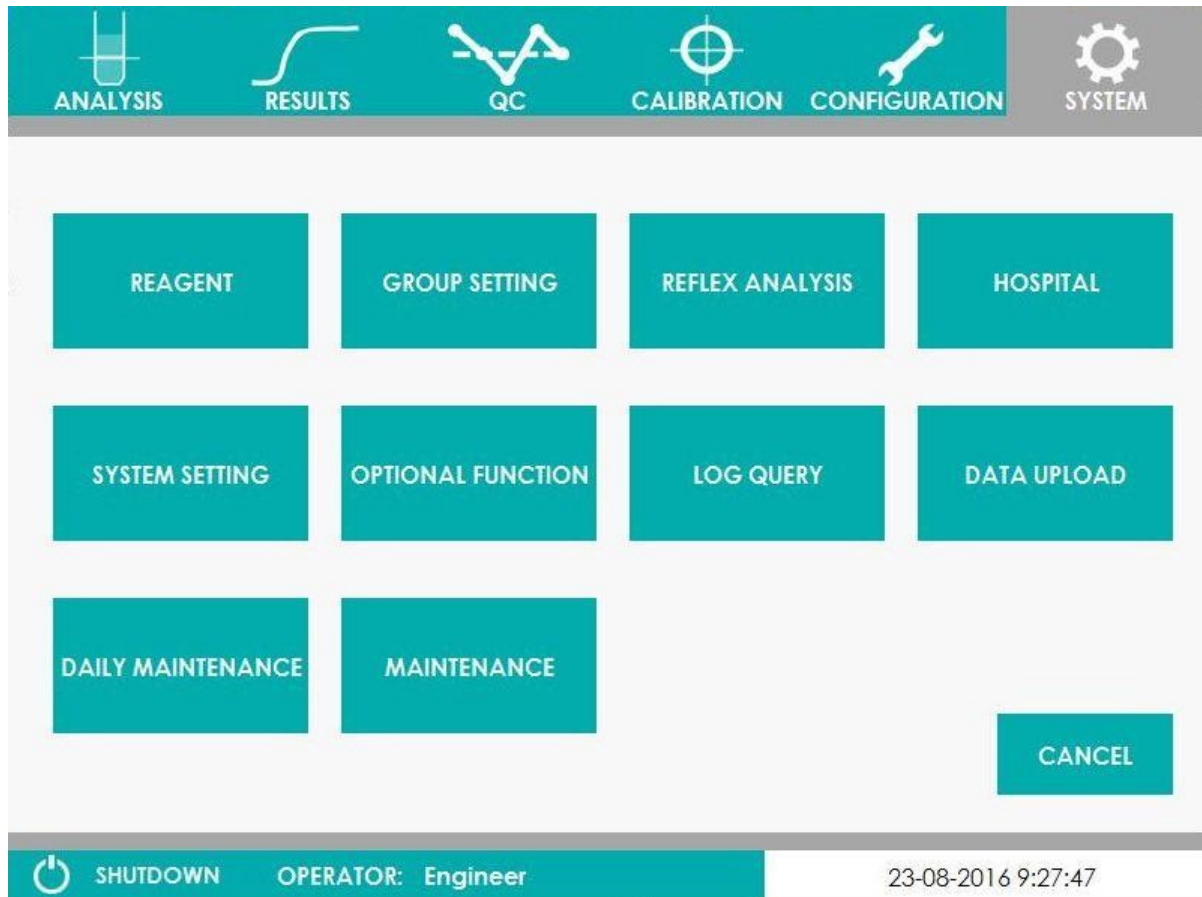 ANALYSIS RESULTS QC CALIBRATION CONFIGURATION SYSTEM
REAGENT GROUP SETTING REFLEX ANALYSIS HOSPITAL
SYSTEM SETTING OPTIONAL FUNCTION LOG QUERY DATA UPLOAD
DAILY MAINTENANCE MAINTENANCE
CANCEL
SHUTDOWN OPERATOR: Engineer 23-08-2016 9:27:47